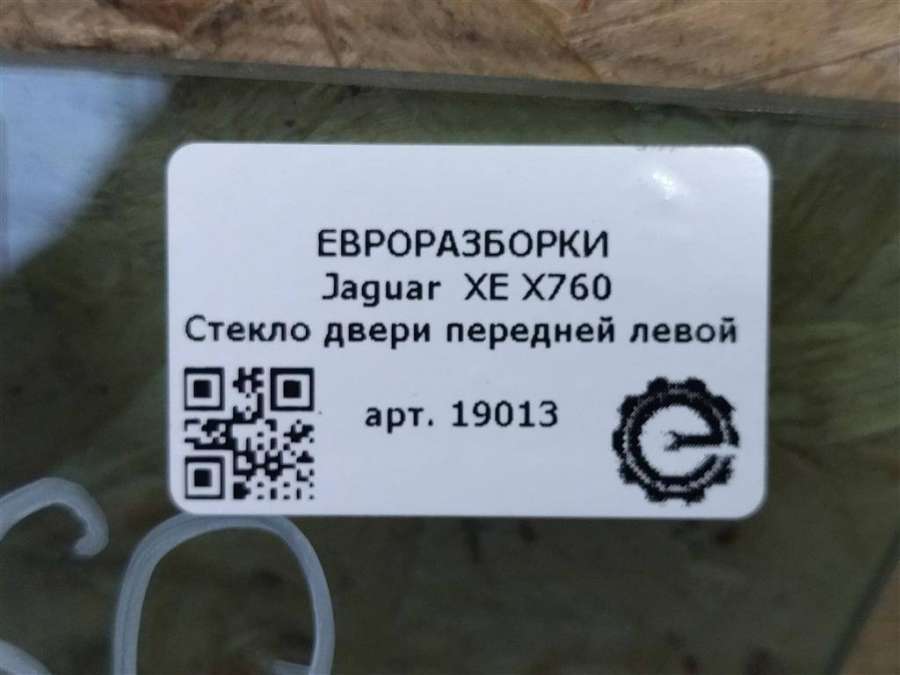 ЕВРОРАЗБОРКИ
Jaguar XE X760
Стекло двери передней левой
арт. 19013